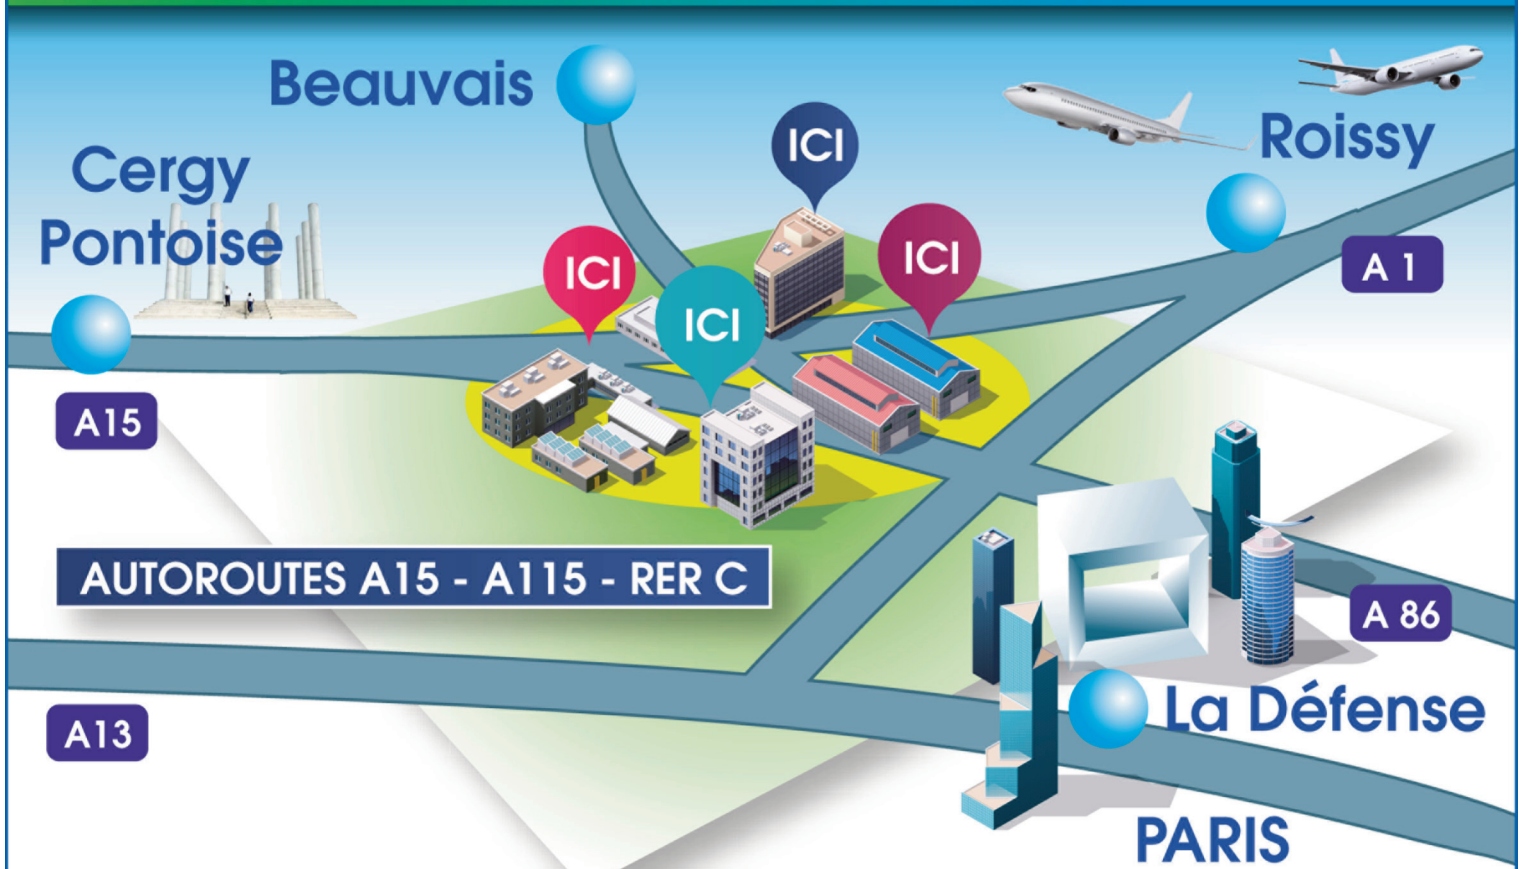 Beauvais
ICI
Roissy
Cergy
Pontoise
ICI
ICI
A 1
ICI
A15
AUTOROUTES A15 - A115 - RER C
A 86
La Défense
A13
PARIS